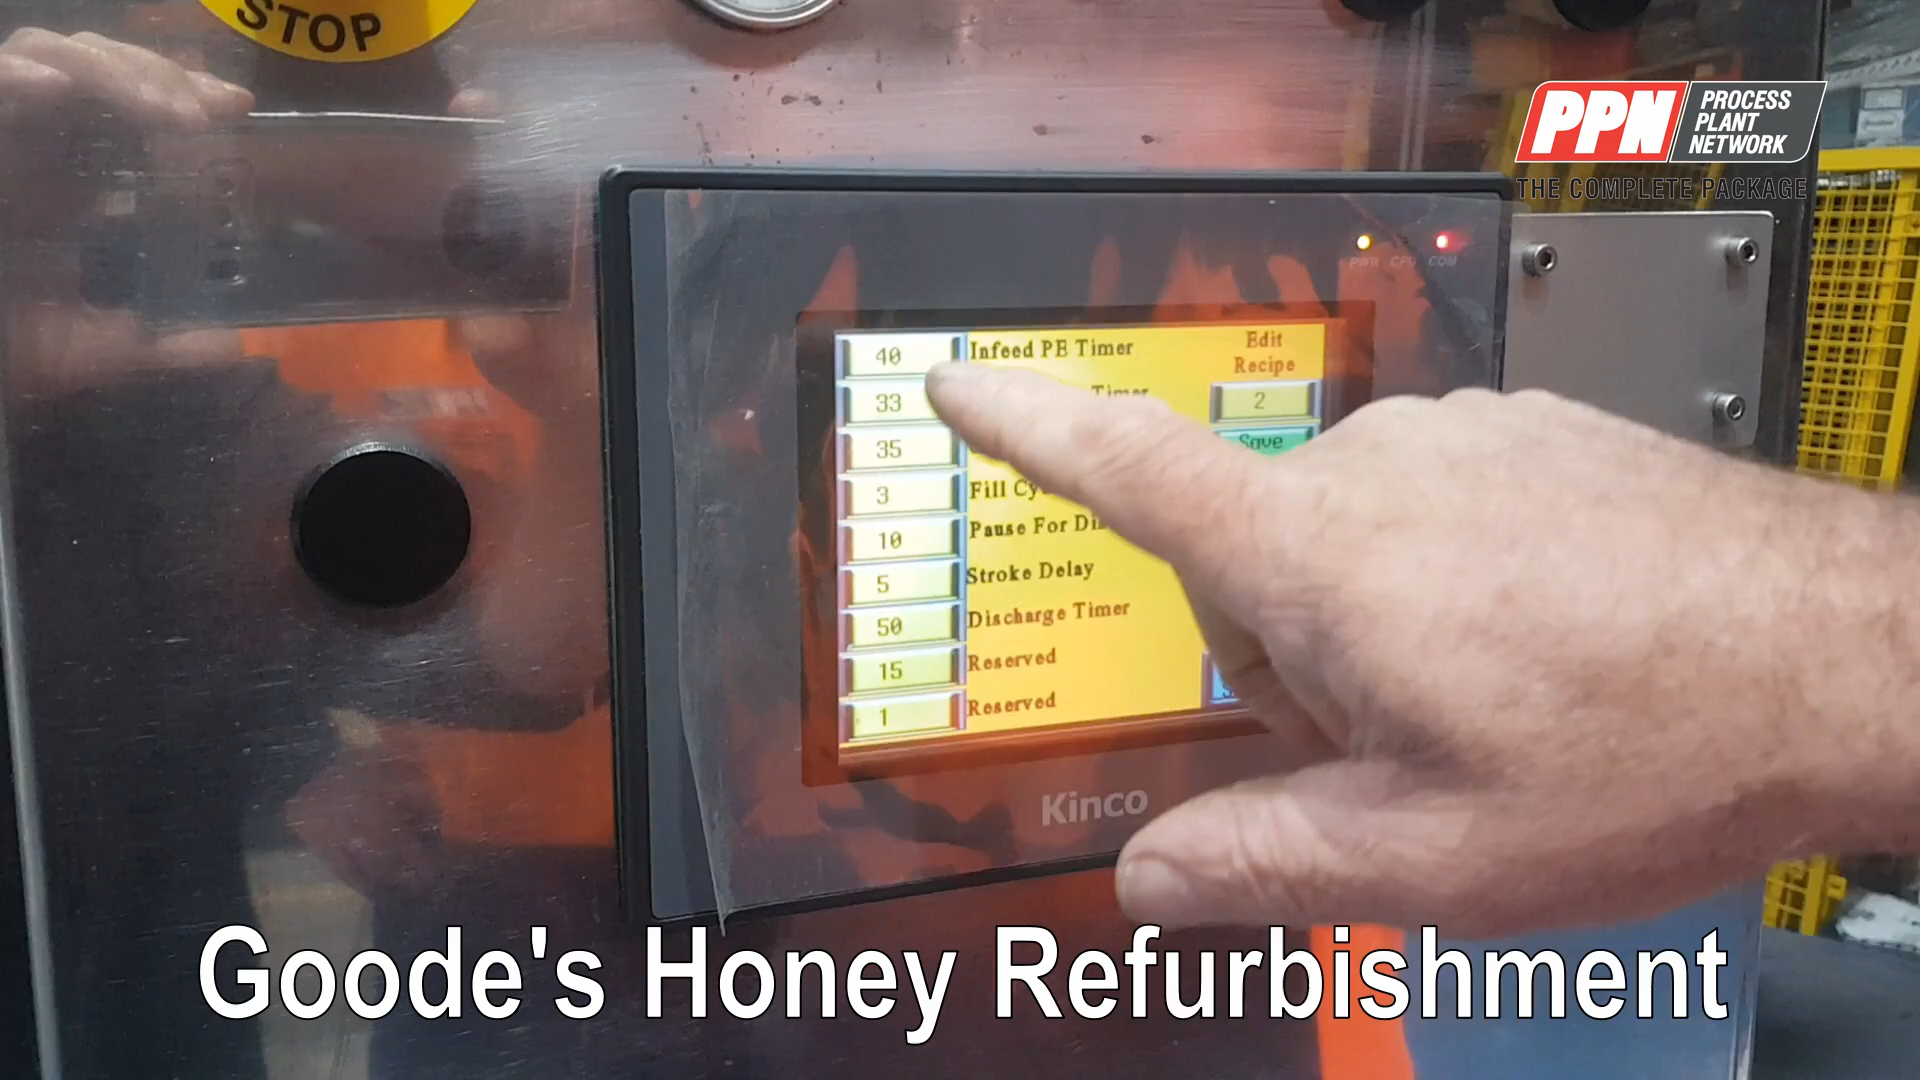 STOP
PPN PROCESS
PLANT
NETWORK
THE COMPLETE PACKAGE
PWR CPU COM
40 Infeed PE Timer
Edit
Recipe
33 Timer
2
35
Save
3 Fill
10 Pause For
5 Stroke Delay
50 Discharge Timer
15 Reserved
1 Reserved
Kinco
Goode's Honey Refurbishment